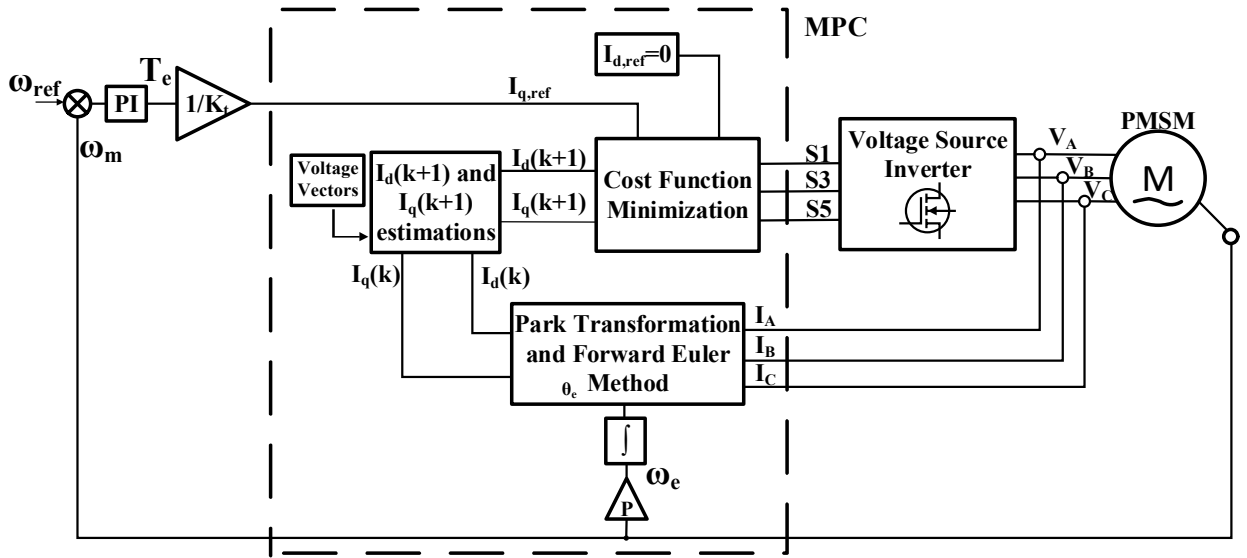 MPC
I_d,ref=0
ω_ref
T_e
PI
1/K_t
I_q,ref
ω_m
Voltage
Vectors
I_d(k+1) and
I_q(k+1)
estimations
I_d(k+1)
I_q(k+1)
Cost Function
Minimization
S1
S3
S5
Voltage Source
Inverter
V_A
V_B
V_C
PMSM
M
I_q(k)
I_d(k)
Park Transformation
and Forward Euler
θ_e Method
I_A
I_B
I_C
∫
ω_e
P